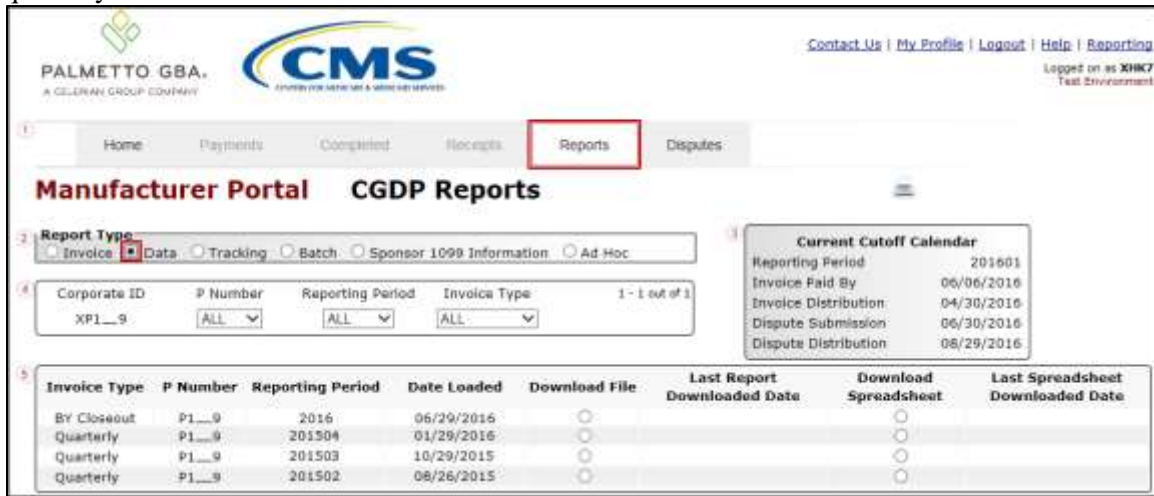 PALMETTO GBA.
A CELERIAN GROUP COMPANY
CMS
CENTERS FOR MEDICARE & MEDICAID SERVICES
Contact Us | My Profile | Logout | Help | Reporting
Logged on as XHK7
Test Environment
1
Home Payments Completed Receipts Reports Disputes
Manufacturer Portal CGDP Reports
2 Report Type
Invoice Data Tracking Batch Sponsor 1099 Information Ad Hoc
3 Current Cutoff Calendar
Reporting Period 201601
Invoice Paid By 06/06/2016
Invoice Distribution 04/30/2016
Dispute Submission 06/30/2016
Dispute Distribution 08/29/2016
4 Corporate ID P Number Reporting Period Invoice Type 1 - 1 out of 1
XP1__9 ALL ALL ALL
5 Invoice Type P Number Reporting Period Date Loaded Download File Last Report Downloaded Date Download Spreadsheet Last Spreadsheet Downloaded Date
BY Closeout P1__9 2016 06/29/2016
Quarterly P1__9 201504 01/29/2016
Quarterly P1__9 201503 10/29/2015
Quarterly P1__9 201502 08/26/2015